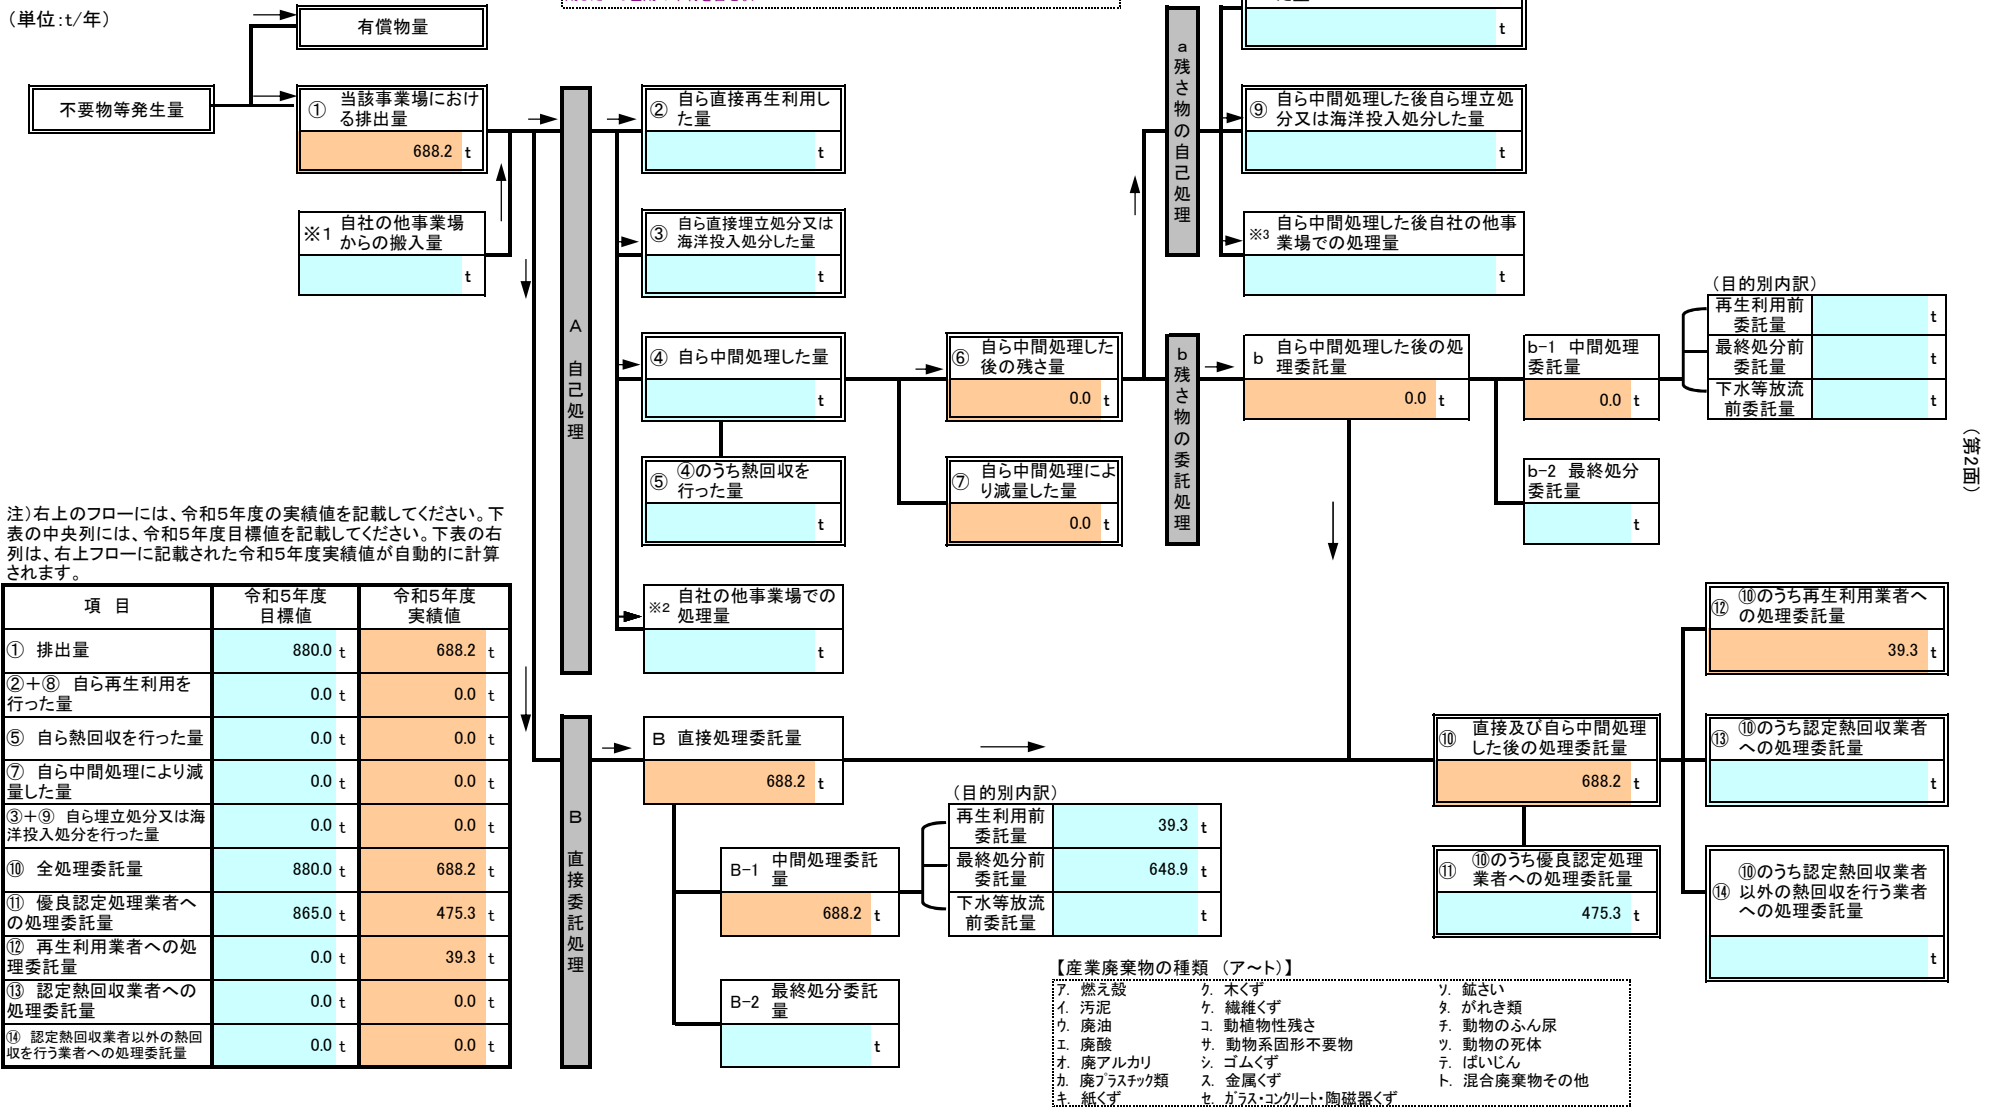 （単位：t/年）
有償物量
不要物等発生量
① 当該事業場におけ
る排出量
688.2 t
※1 自社の他事業場
からの搬入量
t
A 自己処理
② 自ら直接再生利用し
た量
t
③ 自ら直接埋立処分又は
海洋投入処分した量
t
④ 自ら中間処理した量
t
⑤ ④のうち熱回収を
行った量
t
※2 自社の他事業場での
処理量
t
⑥ 自ら中間処理した
後の残さ量
0.0 t
⑦ 自ら中間処理によ
り減量した量
0.0 t
a 残さ物の自己処理
t
⑨ 自ら中間処理した後自ら埋立処
分又は海洋投入処分した量
t
※3 自ら中間処理した後自社の他事
業場での処理量
t
b 残さ物の委託処理
b 自ら中間処理した後の処
理委託量
0.0 t
b-1 中間処理
委託量
0.0 t
b-2 最終処分
委託量
t
（目的別内訳）
再生利用前
委託量
t
最終処分前
委託量
t
下水等放流
前委託量
t
（第2面）
注）右上のフローには、令和5年度の実績値を記載してください。下
表の中央列には、令和5年度目標値を記載してください。下表の右
列は、右上フローに記載された令和5年度実績値が自動的に計算
されます。
項 目 令和5年度 目標値 令和5年度 実績値
① 排出量 880.0 t 688.2 t
②＋⑧ 自ら再生利用を
行った量 0.0 t 0.0 t
⑤ 自ら熱回収を行った量 0.0 t 0.0 t
⑦ 自ら中間処理により減
量した量 0.0 t 0.0 t
③＋⑨ 自ら埋立処分又は海
洋投入処分を行った量 0.0 t 0.0 t
⑩ 全処理委託量 880.0 t 688.2 t
⑪ 優良認定処理業者へ
の処理委託量 865.0 t 475.3 t
⑫ 再生利用業者への処
理委託量 0.0 t 39.3 t
⑬ 認定熱回収業者への
処理委託量 0.0 t 0.0 t
⑭ 認定熱回収業者以外の熱回
収を行う業者への処理委託量 0.0 t 0.0 t
B 直接委託処理
B 直接処理委託量
688.2 t
B-1 中間処理委託
量
688.2 t
B-2 最終処分委託
量
t
（目的別内訳）
再生利用前
委託量
39.3 t
最終処分前
委託量
648.9 t
下水等放流
前委託量
t
⑩ 直接及び自ら中間処理
した後の処理委託量
688.2 t
⑪ ⑩のうち優良認定処理
業者への処理委託量
475.3 t
⑫ ⑩のうち再生利用業者へ
の処理委託量
39.3 t
⑬ ⑩のうち認定熱回収業者
への処理委託量
t
⑭ ⑩のうち認定熱回収業者
以外の熱回収を行う業者
への処理委託量
t
【産業廃棄物の種類 （ア～ト）】
ア. 燃え殻 ク. 木くず ソ. 鉱さい
イ. 汚泥 ケ. 繊維くず タ. がれき類
ウ. 廃油 コ. 動植物性残さ チ. 動物のふん尿
エ. 廃酸 サ. 動物系固形不要物 ツ. 動物の死体
オ. 廃アルカリ シ. ゴムくず テ. ばいじん
カ. 廃プラスチック類 ス. 金属くず ト. 混合廃棄物その他
キ. 紙くず セ. ガラス・コンクリート・陶磁器くず